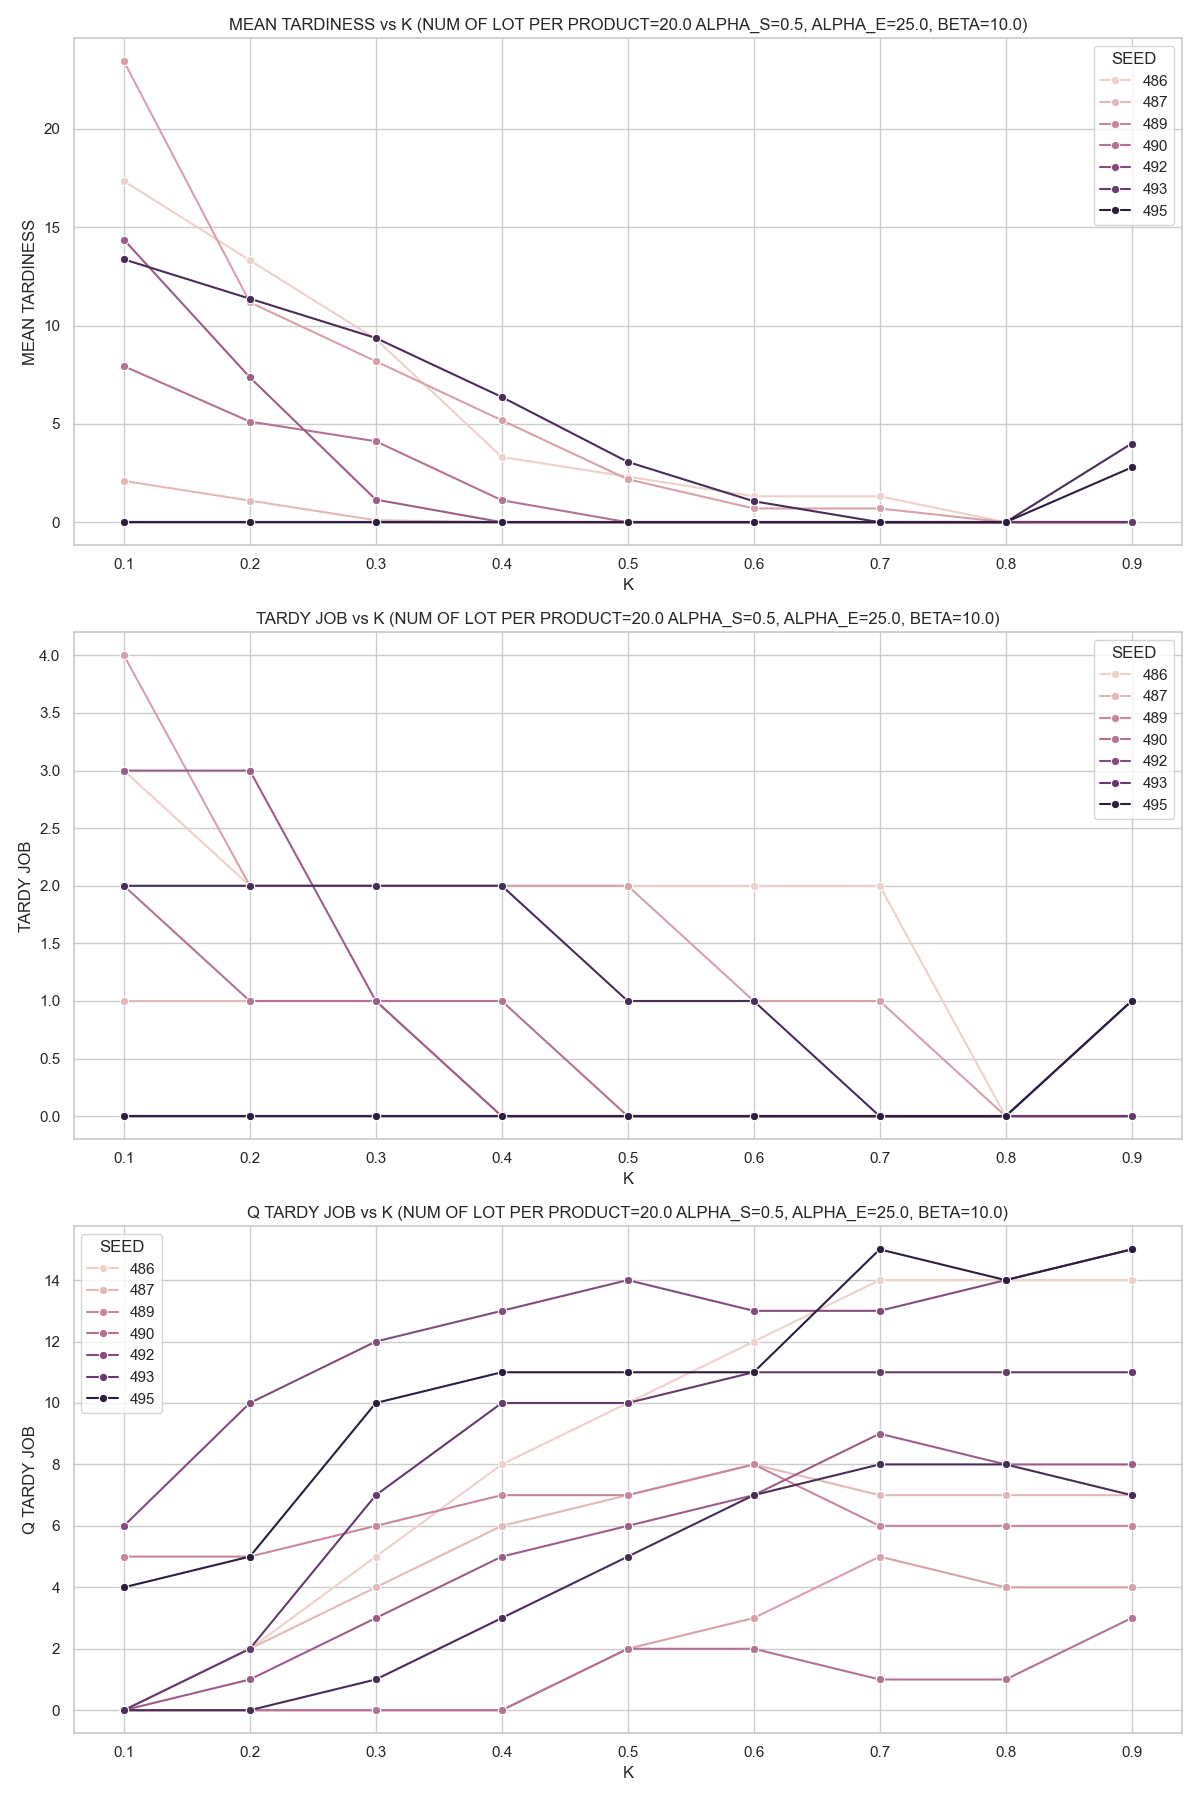 MEAN TARDINESS vs K (NUM OF LOT PER PRODUCT=20.0 ALPHA_S=0.5, ALPHA_E=25.0, BETA=10.0)
SEED
486
487
489
490
492
493
495
MEAN TARDINESS
20
15
10
5
0
0.1 0.2 0.3 0.4 0.5 0.6 0.7 0.8 0.9
K
TARDY JOB vs K (NUM OF LOT PER PRODUCT=20.0 ALPHA_S=0.5, ALPHA_E=25.0, BETA=10.0)
SEED
486
487
489
490
492
493
495
TARDY JOB
4.0
3.5
3.0
2.5
2.0
1.5
1.0
0.5
0.0
0.1 0.2 0.3 0.4 0.5 0.6 0.7 0.8 0.9
K
Q TARDY JOB vs K (NUM OF LOT PER PRODUCT=20.0 ALPHA_S=0.5, ALPHA_E=25.0, BETA=10.0)
SEED
486
487
489
490
492
493
495
Q TARDY JOB
14
12
10
8
6
4
2
0
0.1 0.2 0.3 0.4 0.5 0.6 0.7 0.8 0.9
K